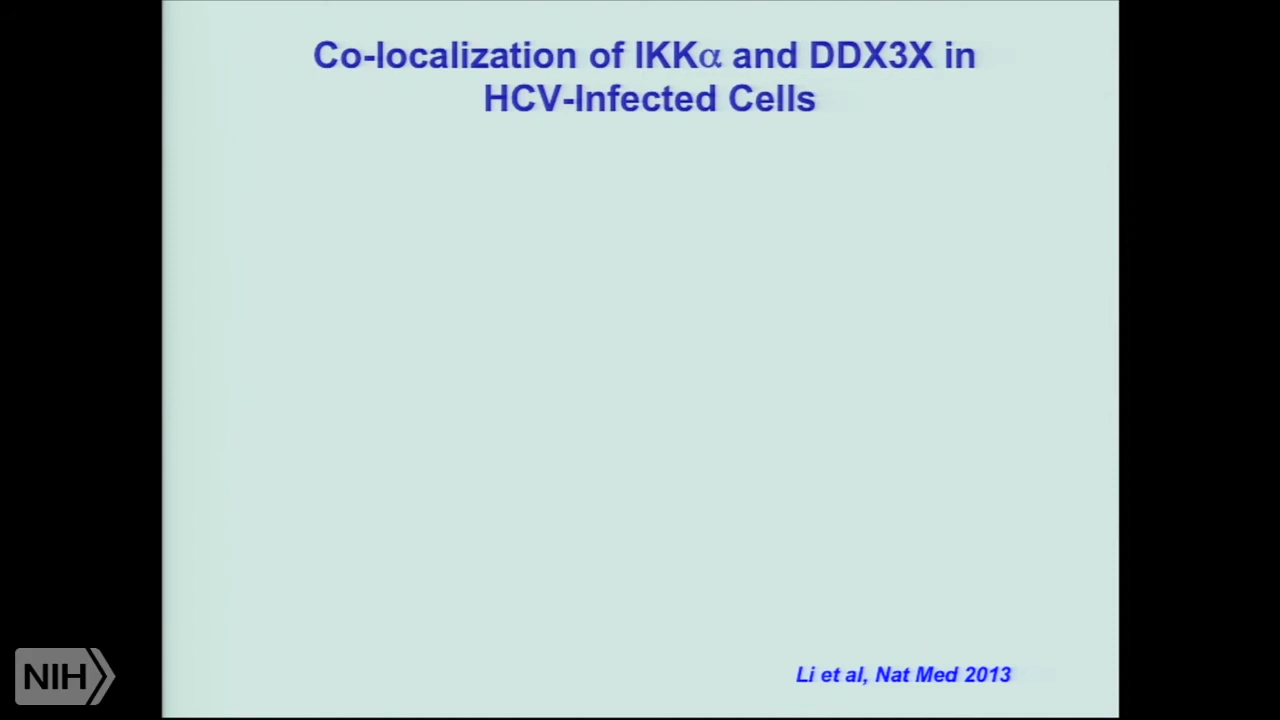 Co-localization of IKKα and DDX3X in
HCV-Infected Cells
Li et al, Nat Med 2013
NIH